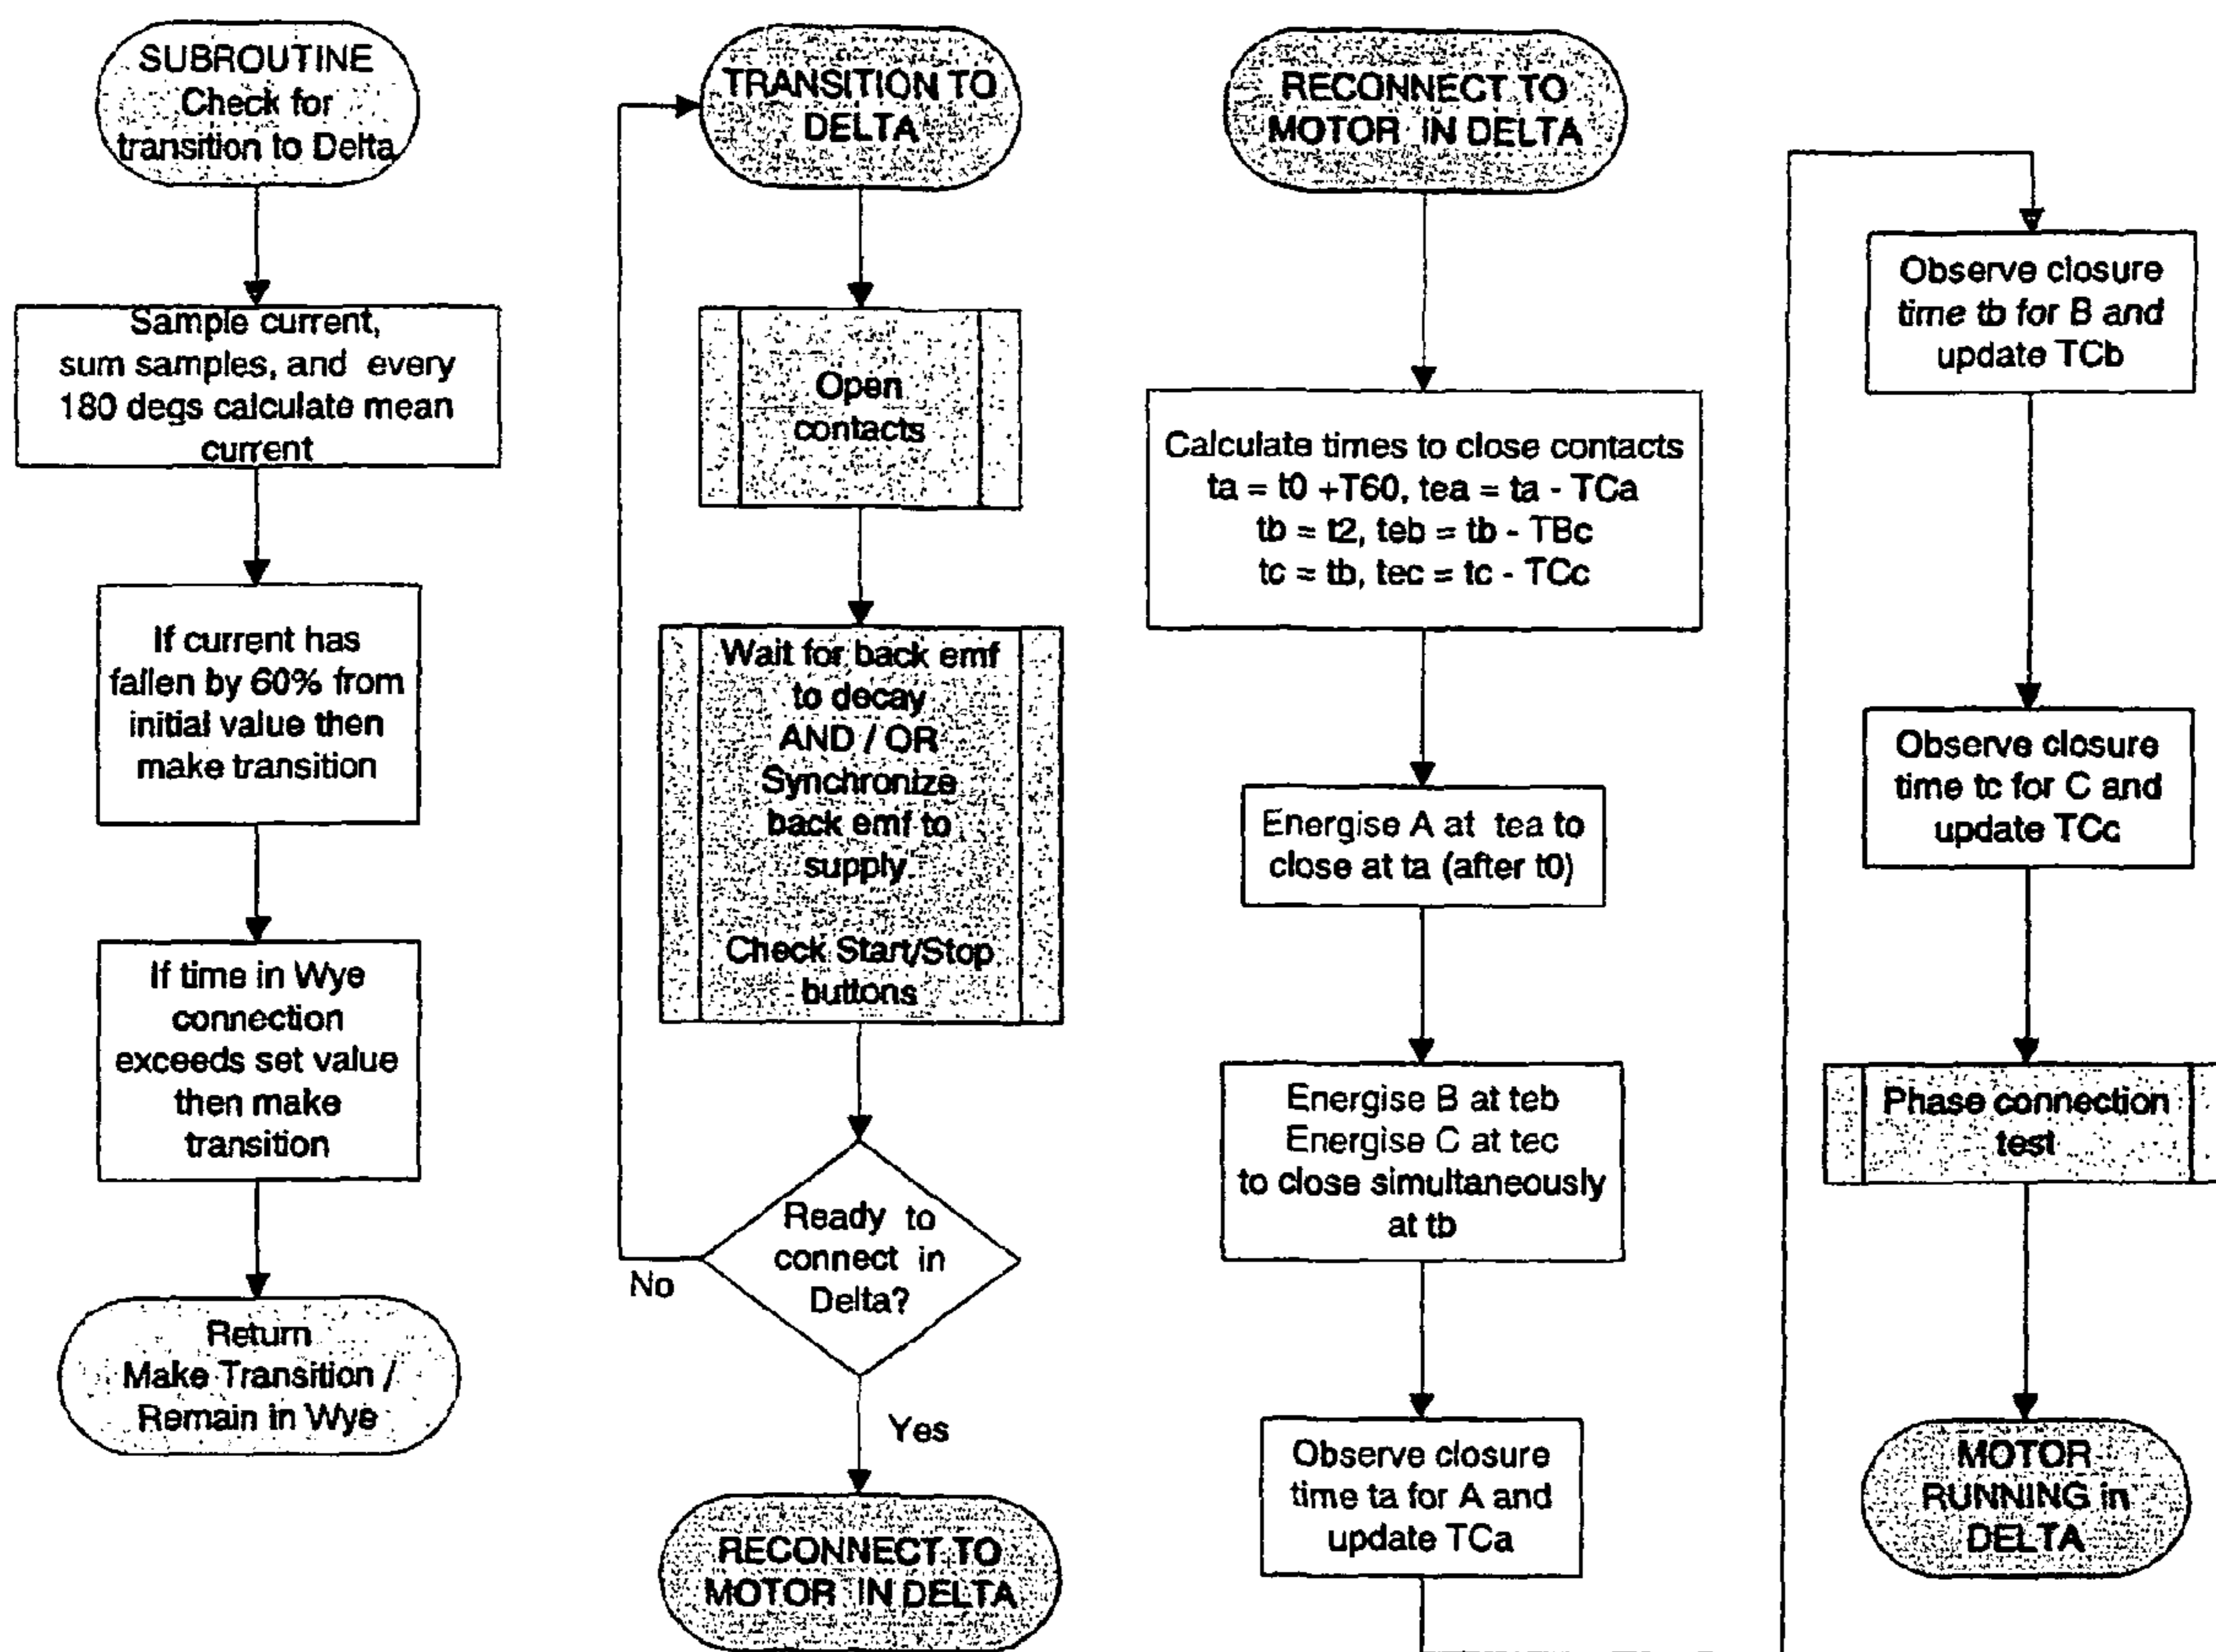 SUBROUTINE
Check for
transition to Delta
Sample current,
sum samples, and every
180 degs calculate mean
current
If current has
fallen by 60% from
initial value then
make transition
If time in Wye
connection
exceeds set value
then make
transition
Return
Make Transition /
Remain in Wye
TRANSITION TO
DELTA
Open
contacts
Wait for back emf
to decay
AND / OR
Synchronize
back emf to
supply.
Check Start/Stop
buttons
Ready to
connect in
Delta?
No
Yes
RECONNECT TO
MOTOR IN DELTA
RECONNECT TO
MOTOR IN DELTA
Calculate times to close contacts
ta = t0 +T60, tea = ta - TCa
tb = t2, teb = tb - TBc
tc = tb, tec = tc - TCc
Energise A at tea to
close at ta (after t0)
Energise B at teb
Energise C at tec
to close simultaneously
at tb
Observe closure
time ta for A and
update TCa
Observe closure
time tb for B and
update TCb
Observe closure
time tc for C and
update TCc
Phase connection
test
MOTOR
RUNNING in
DELTA